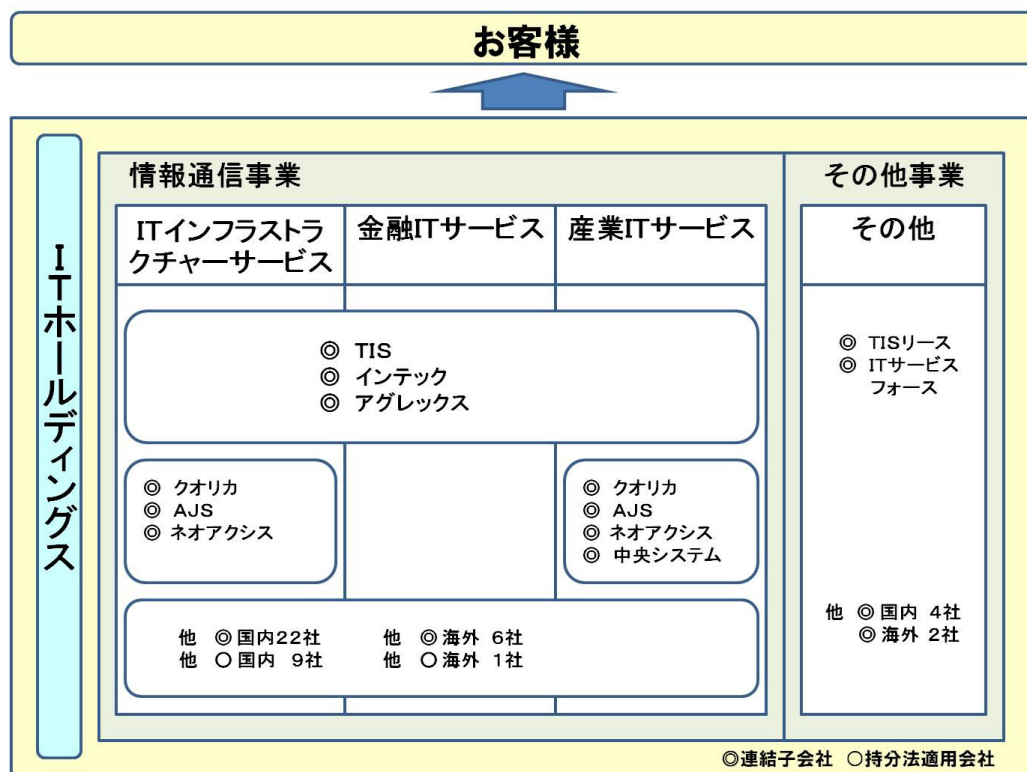 お客様
ITホールディングス
情報通信事業
その他事業
ITインフラストラ
クチャーサービス
金融ITサービス
産業ITサービス
その他
◎ TIS
◎ インテック
◎ アグレックス
◎ TISリース
◎ ITサービス
フォース
◎ クオリカ
◎ AJS
◎ ネオアクシス
◎ クオリカ
◎ AJS
◎ ネオアクシス
◎ 中央システム
他 ◎国内22社 他 ◎海外 6社
他 ○国内 9社 他 ○海外 1社
他 ◎国内 4社
◎海外 2社
◎連結子会社 ○持分法適用会社